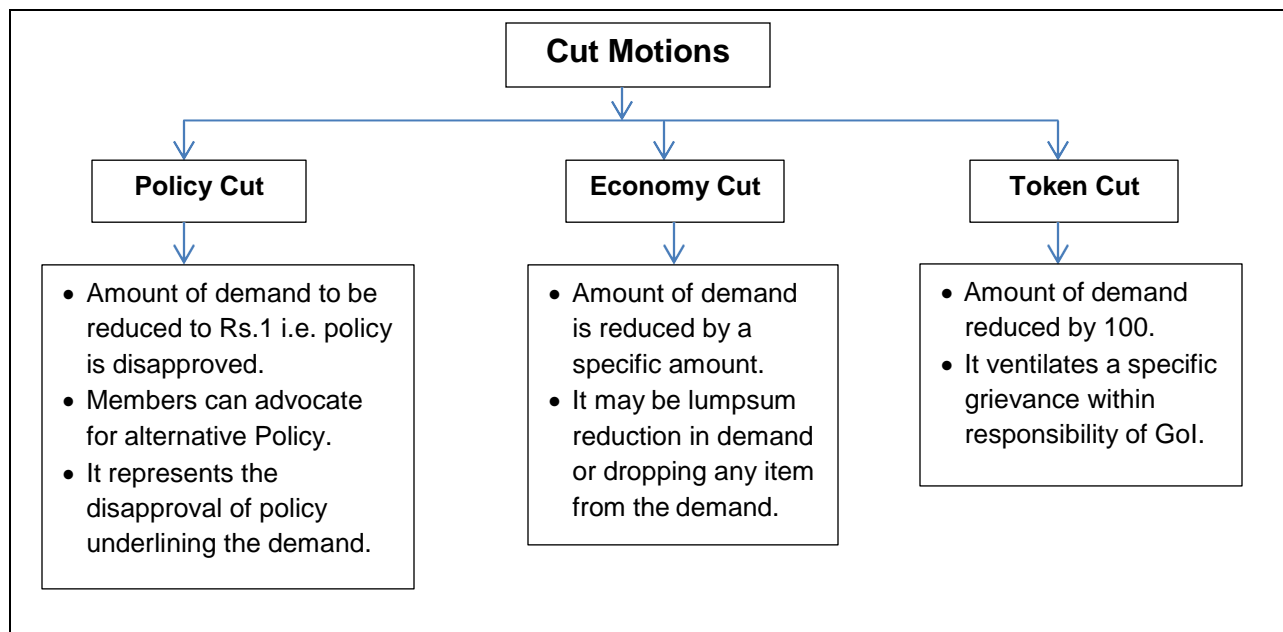 Cut Motions
Policy Cut
Economy Cut
Token Cut
• Amount of demand to be
reduced to Rs.1 i.e. policy
is disapproved.
• Members can advocate
for alternative Policy.
• It represents the
disapproval of policy
underlining the demand.
• Amount of demand
is reduced by a
specific amount.
• It may be lumpsum
reduction in demand
or dropping any item
from the demand.
• Amount of demand
reduced by 100.
• It ventilates a specific
grievance within
responsibility of GoI.